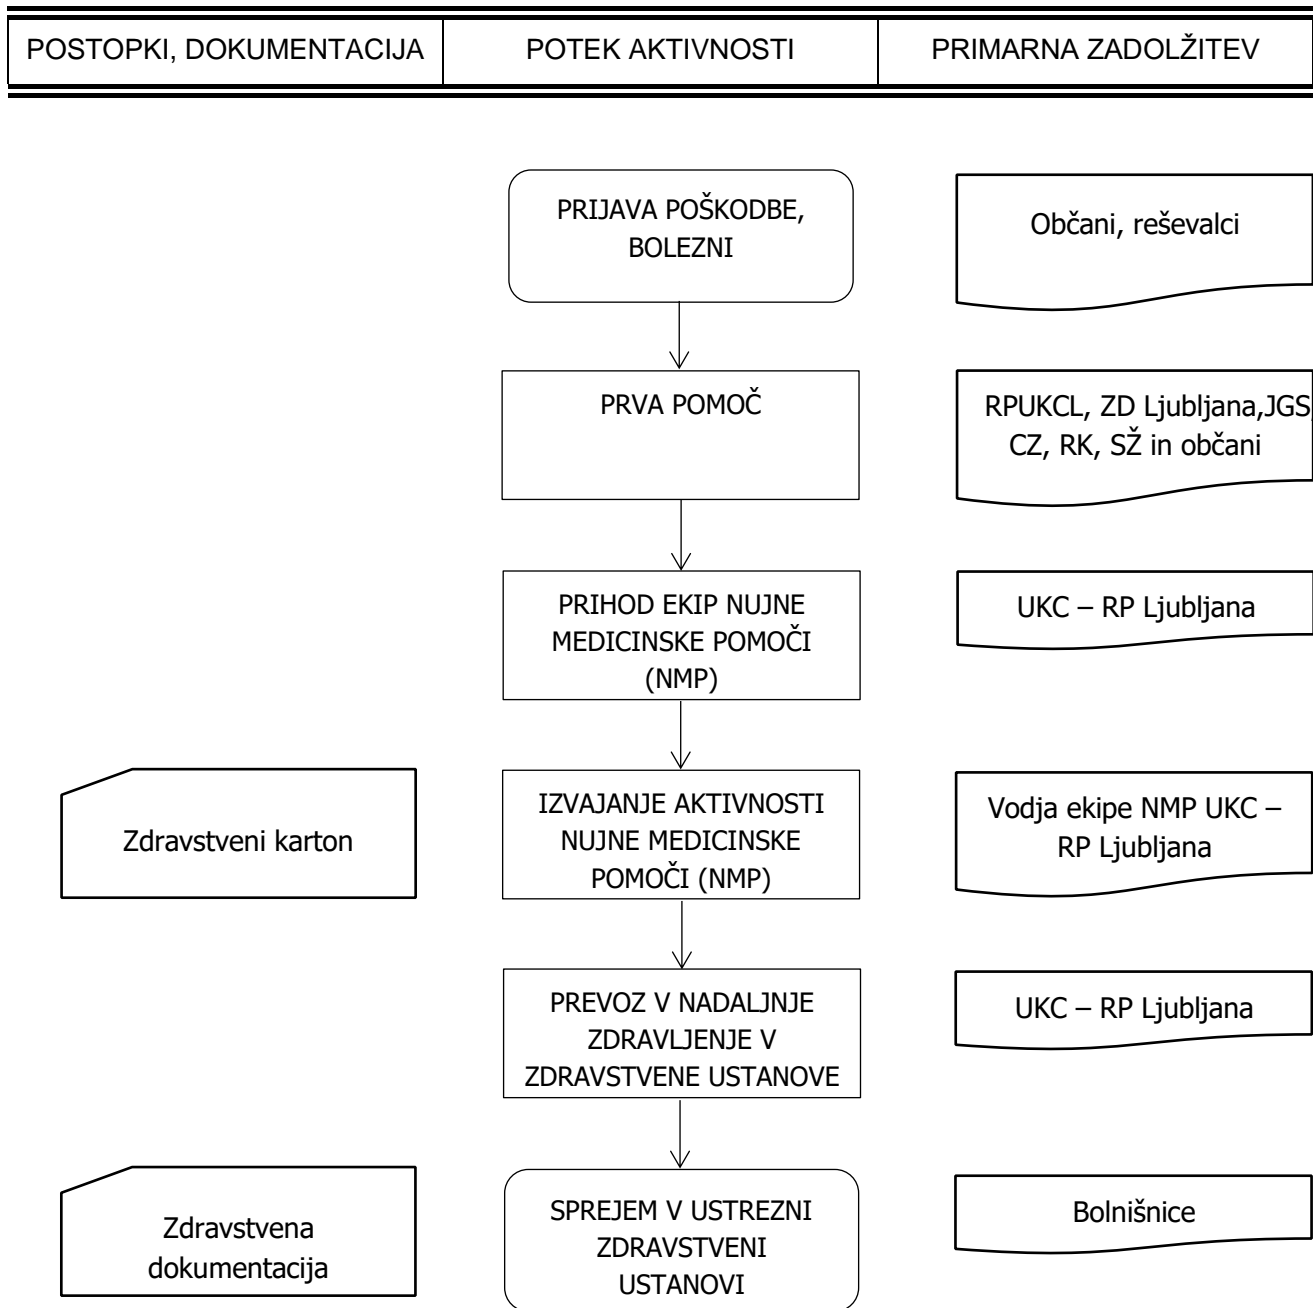 POSTOPKI, DOKUMENTACIJA
POTEK AKTIVNOSTI
PRIMARNA ZADOLŽITEV
PRIJAVA POŠKODBE,
BOLEZNI
Občani, reševalci
PRVA POMOČ
RPUKCL, ZD Ljubljana,JGS,
CZ, RK, SŽ in občani
PRIHOD EKIP NUJNE
MEDICINSKE POMOČI
(NMP)
UKC – RP Ljubljana
Zdravstveni karton
IZVAJANJE AKTIVNOSTI
NUJNE MEDICINSKE
POMOČI (NMP)
Vodja ekipe NMP UKC –
RP Ljubljana
PREVOZ V NADALJNJE
ZDRAVLJENJE V
ZDRAVSTVENE USTANOVE
UKC – RP Ljubljana
Zdravstvena
dokumentacija
SPREJEM V USTREZNI
ZDRAVSTVENI
USTANOVI
Bolnišnice